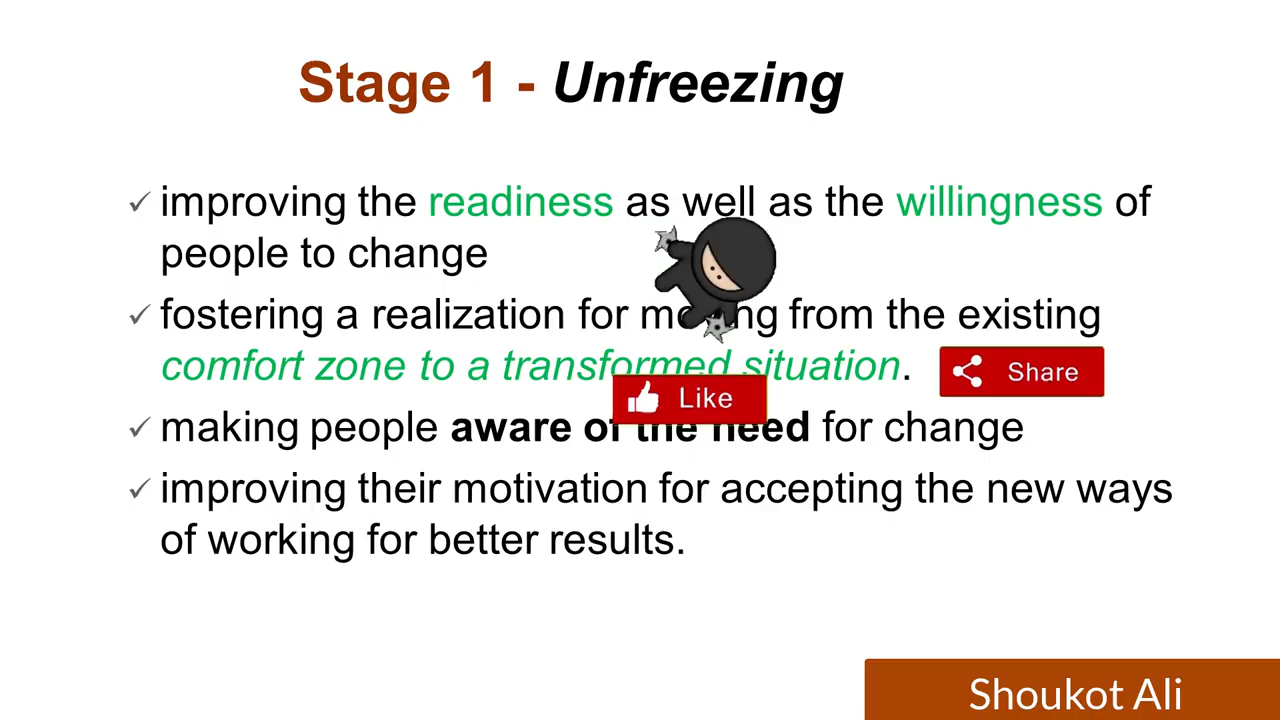 Stage 1 - Unfreezing
✓ improving the readiness as well as the willingness of
people to change
✓ fostering a realization for moving from the existing
comfort zone to a transformed situation.
Share
Like
✓ making people aware of the need for change
✓ improving their motivation for accepting the new ways
of working for better results.
Shoukot Ali